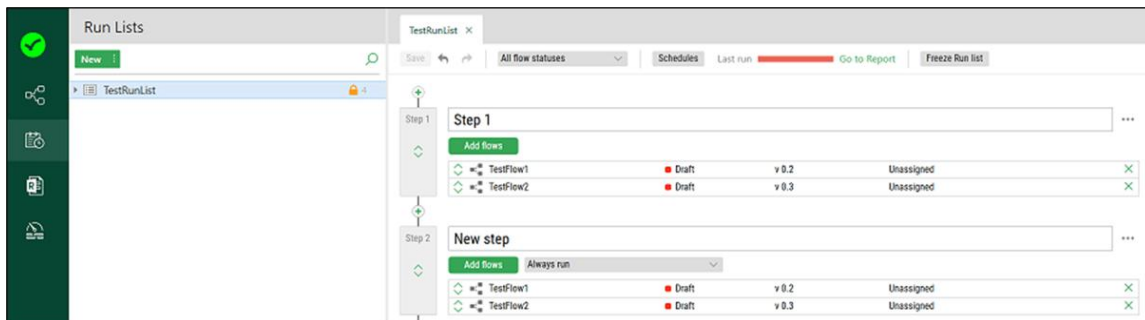 Run Lists
TestRunList ×
New
Save All flow statuses Schedules Last run Go to Report Freeze Run list
TestRunList 4
Step 1 Step 1
Add flows
TestFlow1 Draft v 0.2 Unassigned
TestFlow2 Draft v 0.3 Unassigned
Step 2 New step
Add flows Always run
TestFlow1 Draft v 0.2 Unassigned
TestFlow2 Draft v 0.3 Unassigned